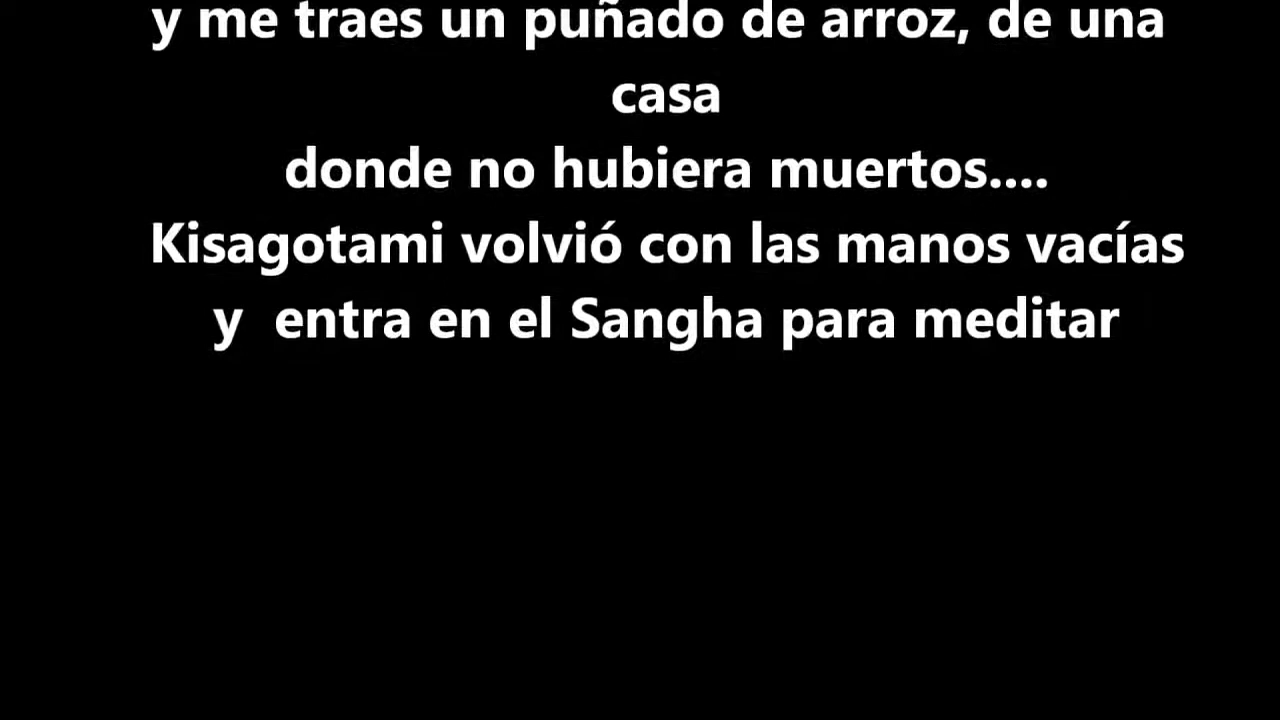 y me traes un puñado de arroz, de una
casa
donde no hubiera muertos....
Kisagotami volvió con las manos vacías
y  entra en el Sangha para meditar